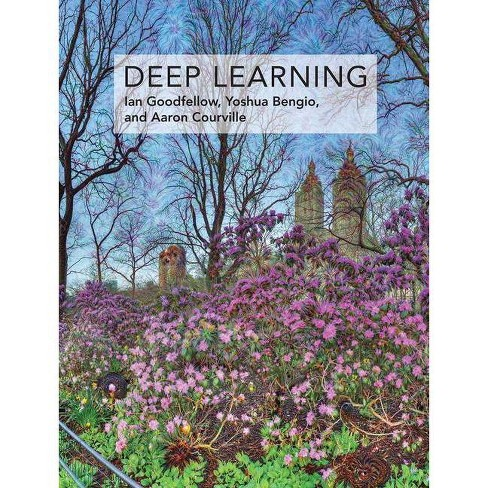 DEEP LEARNING
Ian Goodfellow, Yoshua Bengio,
and Aaron Courville